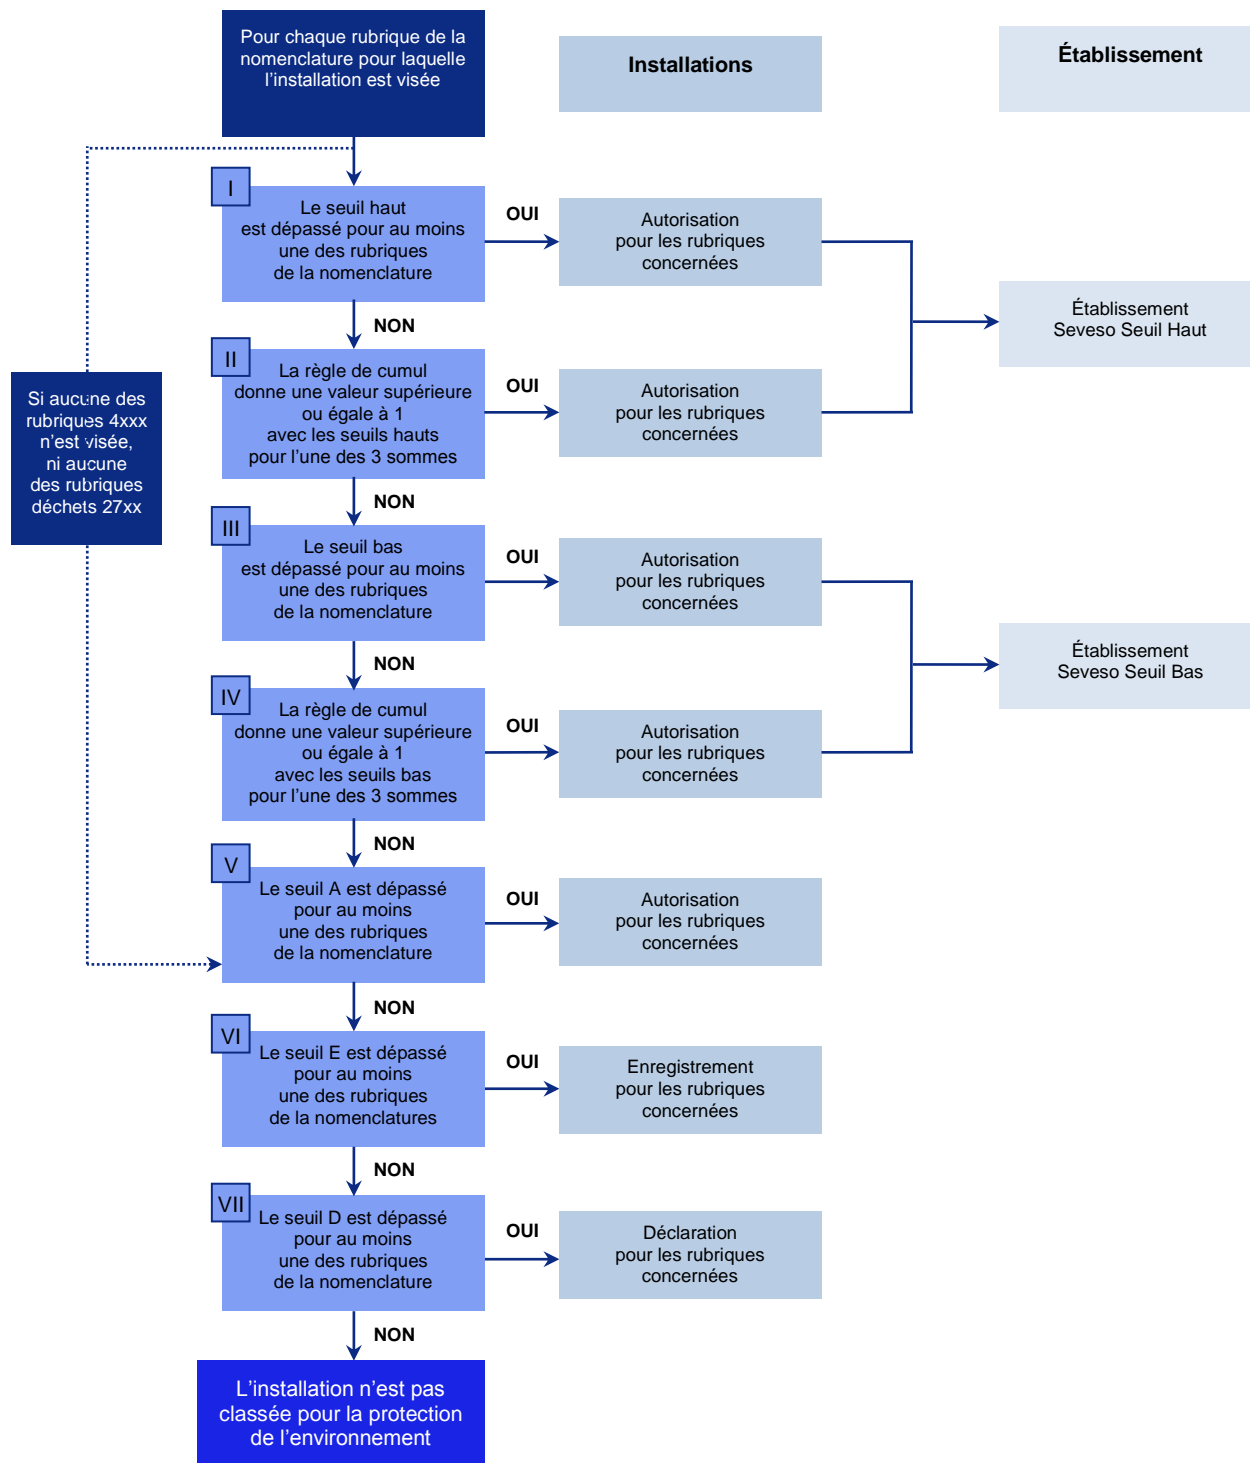 Pour chaque rubrique de la
nomenclature pour laquelle
l'installation est visée
Installations
Établissement
I
Le seuil haut
est dépassé pour au moins
une des rubriques
de la nomenclature
OUI
Autorisation
pour les rubriques
concernées
Établissement
Seveso Seuil Haut
NON
II
La règle de cumul
donne une valeur supérieure
ou égale à 1
avec les seuils hauts
pour l'une des 3 sommes
OUI
Autorisation
pour les rubriques
concernées
Si aucune des
rubriques 4xxx
n'est visée,
ni aucune
des rubriques
déchets 27xx
NON
III
Le seuil bas
est dépassé pour au moins
une des rubriques
de la nomenclature
OUI
Autorisation
pour les rubriques
concernées
Établissement
Seveso Seuil Bas
NON
IV
La règle de cumul
donne une valeur supérieure
ou égale à 1
avec les seuils bas
pour l'une des 3 sommes
OUI
Autorisation
pour les rubriques
concernées
NON
V
Le seuil A est dépassé
pour au moins
une des rubriques
de la nomenclature
OUI
Autorisation
pour les rubriques
concernées
NON
VI
Le seuil E est dépassé
pour au moins
une des rubriques
de la nomenclatures
OUI
Enregistrement
pour les rubriques
concernées
NON
VII
Le seuil D est dépassé
pour au moins
une des rubriques
de la nomenclature
OUI
Déclaration
pour les rubriques
concernées
NON
L'installation n'est pas
classée pour la protection
de l'environnement